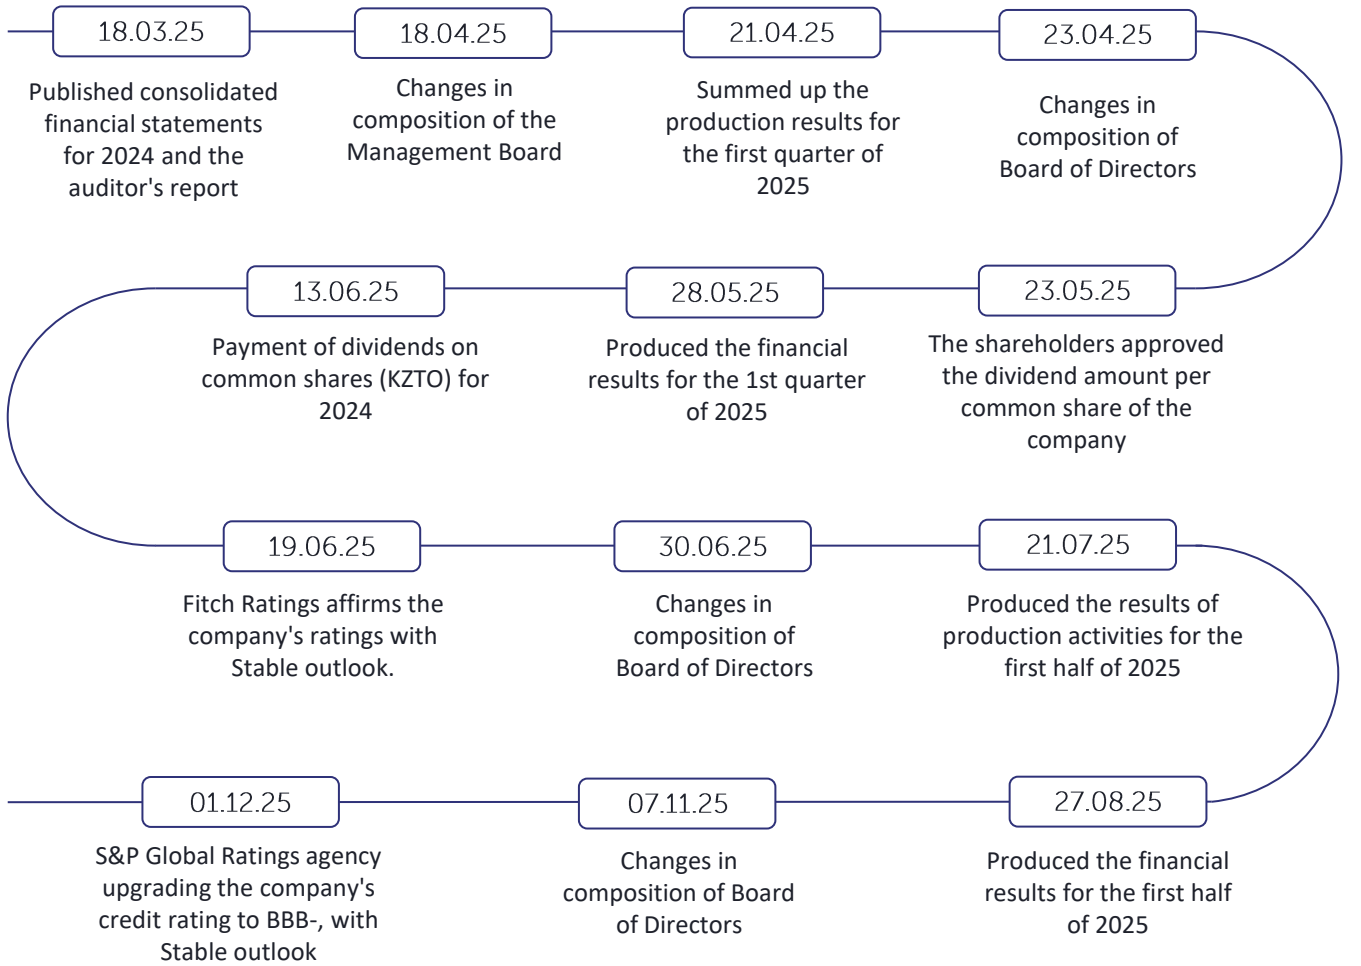 18.03.25
Published consolidated
financial statements
for 2024 and the
auditor's report
18.04.25
Changes in
composition of the
Management Board
21.04.25
Summed up the
production results for
the first quarter of
2025
23.04.25
Changes in
composition of
Board of Directors
23.05.25
The shareholders approved
the dividend amount per
common share of the
company
28.05.25
Produced the financial
results for the 1st quarter
of 2025
13.06.25
Payment of dividends on
common shares (KZTO) for
2024
19.06.25
Fitch Ratings affirms the
company's ratings with
Stable outlook.
30.06.25
Changes in
composition of
Board of Directors
21.07.25
Produced the results of
production activities for the
first half of 2025
27.08.25
Produced the financial
results for the first half
of 2025
07.11.25
Changes in
composition of Board
of Directors
01.12.25
S&P Global Ratings agency
upgrading the company's
credit rating to BBB-, with
Stable outlook